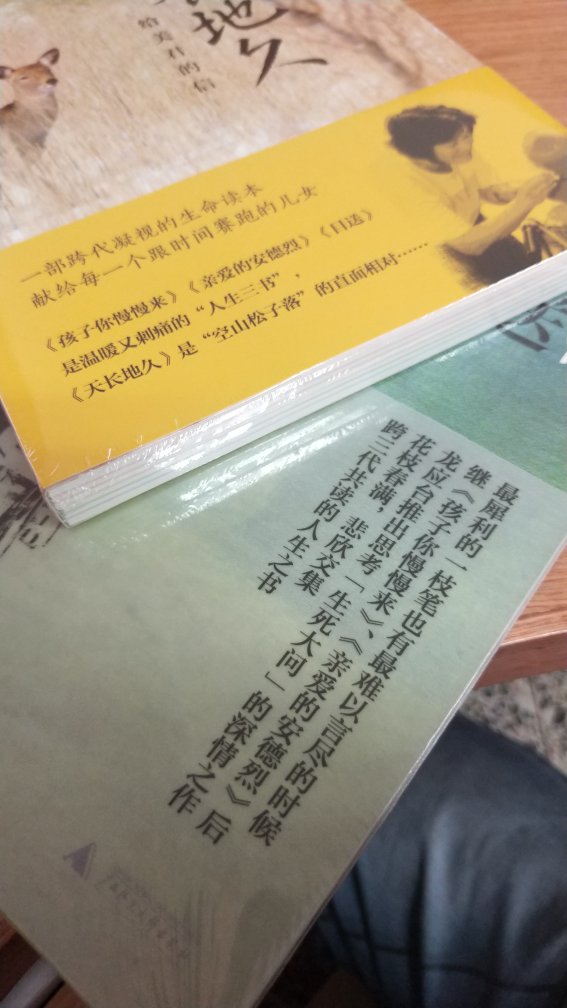 地久
给美君的信
一部跨代凝视的生命读本
献给每一个跟时间赛跑的儿女
《孩子你慢慢来》《亲爱的安德烈》《目送》
是温暖又刺痛的“人生三书”，
《天长地久》是“空山松子落”的直面相对……
最犀利的一枝笔也有最难以言尽的时候
继《孩子你慢慢来》、《亲爱的安德烈》后
龙应台推出思考「生死大问」的深情之作
花枝春满，悲欣交集
跨三代共读的人生之书